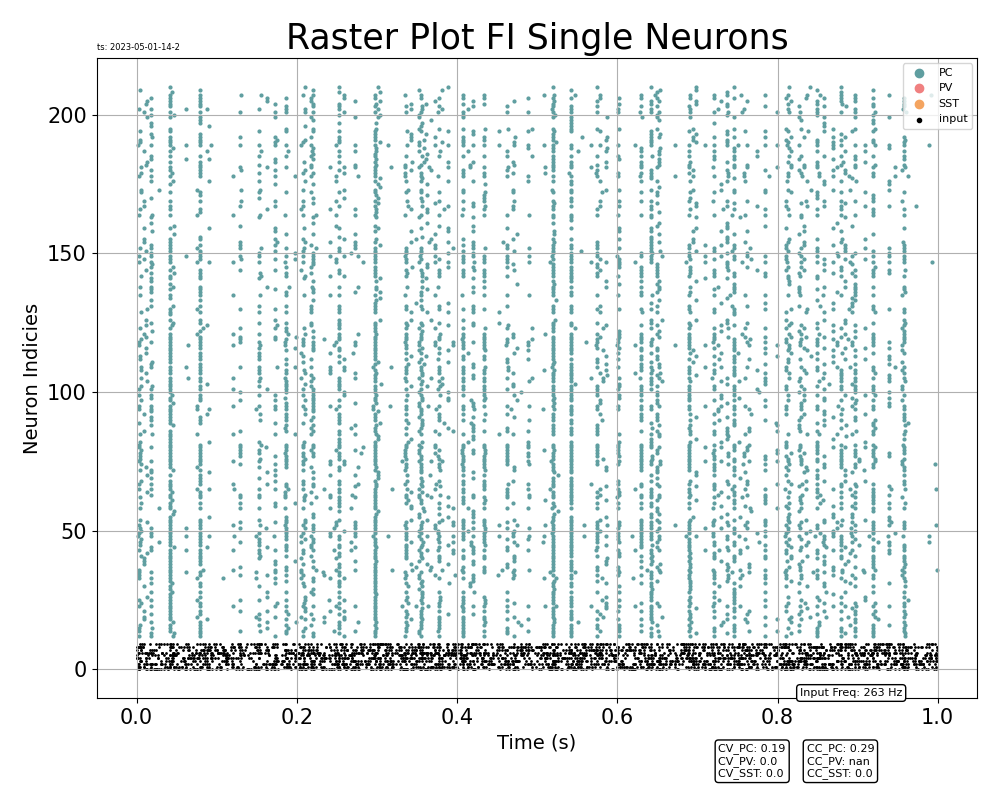 Raster Plot FI Single Neurons
ts: 2023-05-01-14-2
PC
PV
SST
input
200
150
100
50
0
Neuron Indicies
0.0 0.2 0.4 0.6 0.8 1.0
Time (s)
Input Freq: 263 Hz
CV_PC: 0.19
CV_PV: 0.0
CV_SST: 0.0
CC_PC: 0.29
CC_PV: nan
CC_SST: 0.0